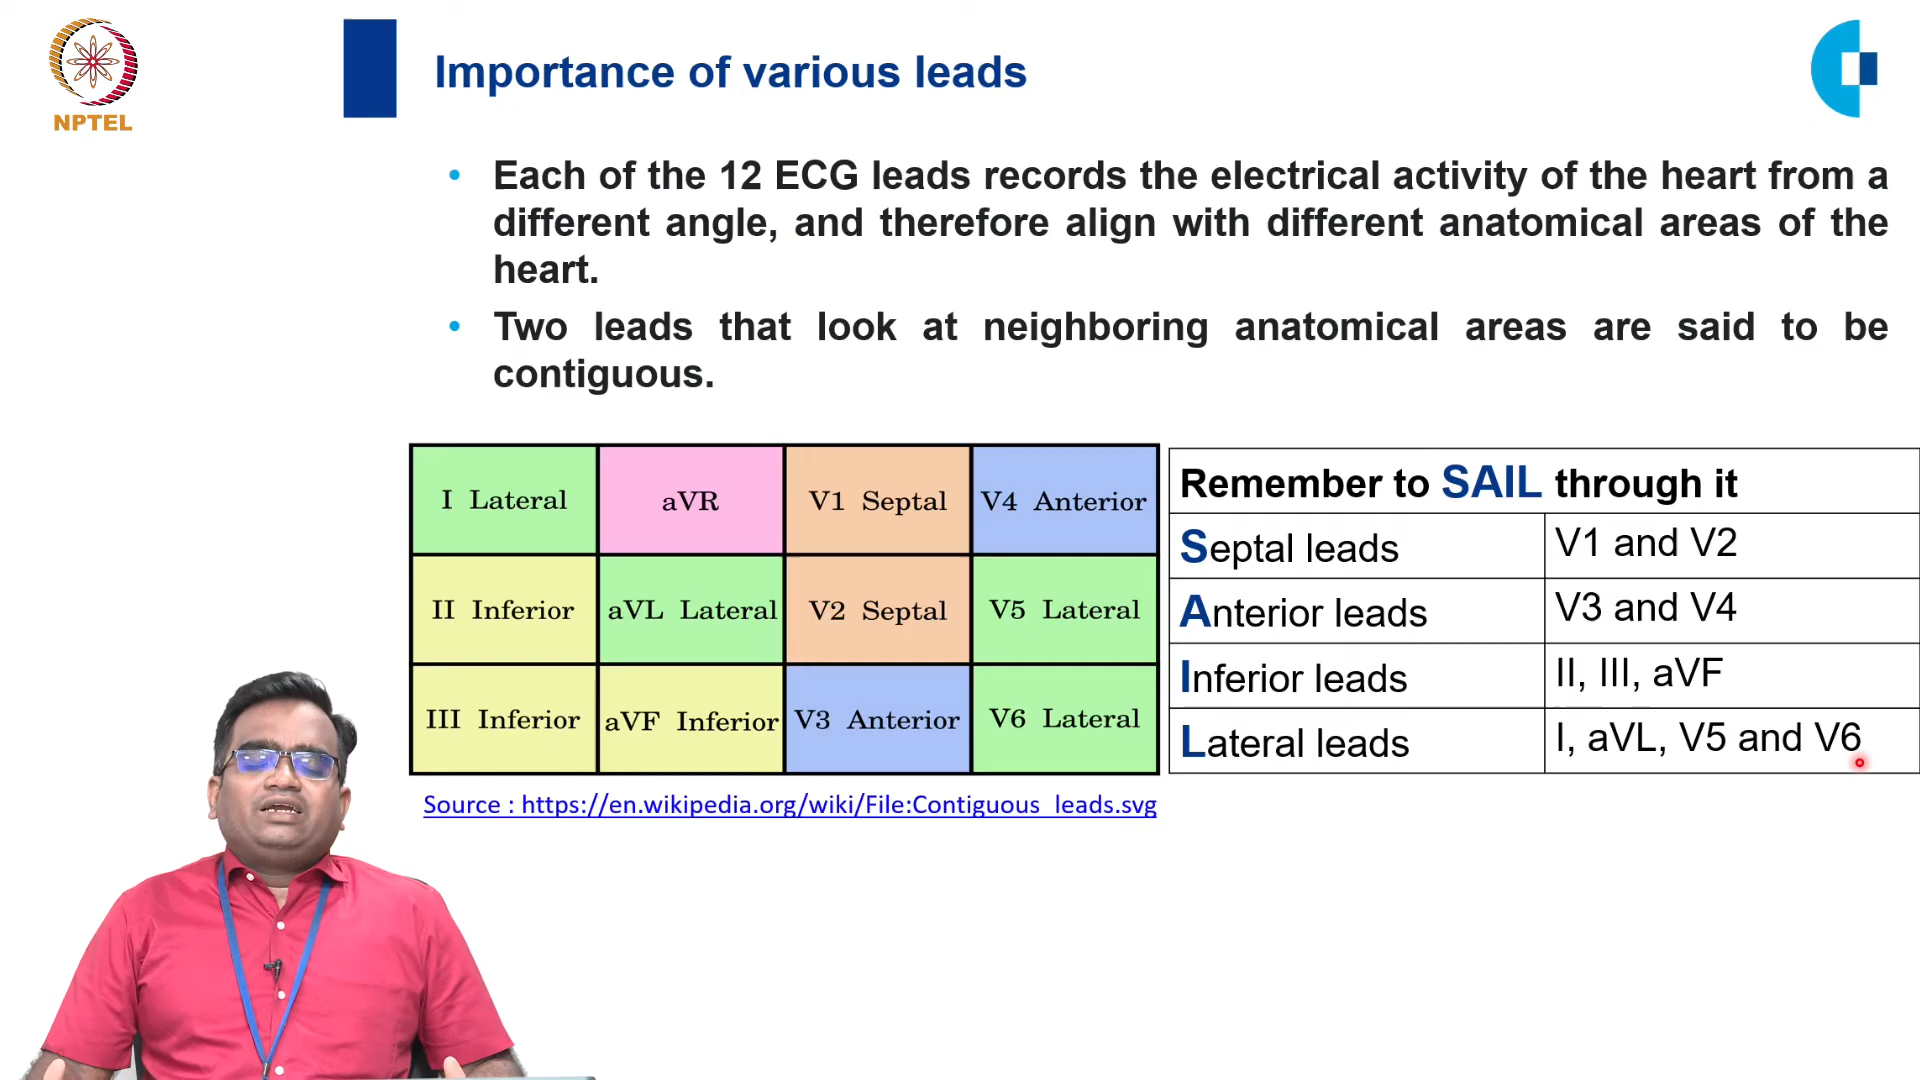 NPTEL
Importance of various leads
• Each of the 12 ECG leads records the electrical activity of the heart from a
different angle, and therefore align with different anatomical areas of the
heart.
• Two leads that look at neighboring anatomical areas are said to be
contiguous.
I Lateral aVR V1 Septal V4 Anterior
II Inferior aVL Lateral V2 Septal V5 Lateral
III Inferior aVF Inferior V3 Anterior V6 Lateral
Source : https://en.wikipedia.org/wiki/File:Contiguous_leads.svg
Remember to SAIL through it
Septal leads V1 and V2
Anterior leads V3 and V4
Inferior leads II, III, aVF
Lateral leads I, aVL, V5 and V6